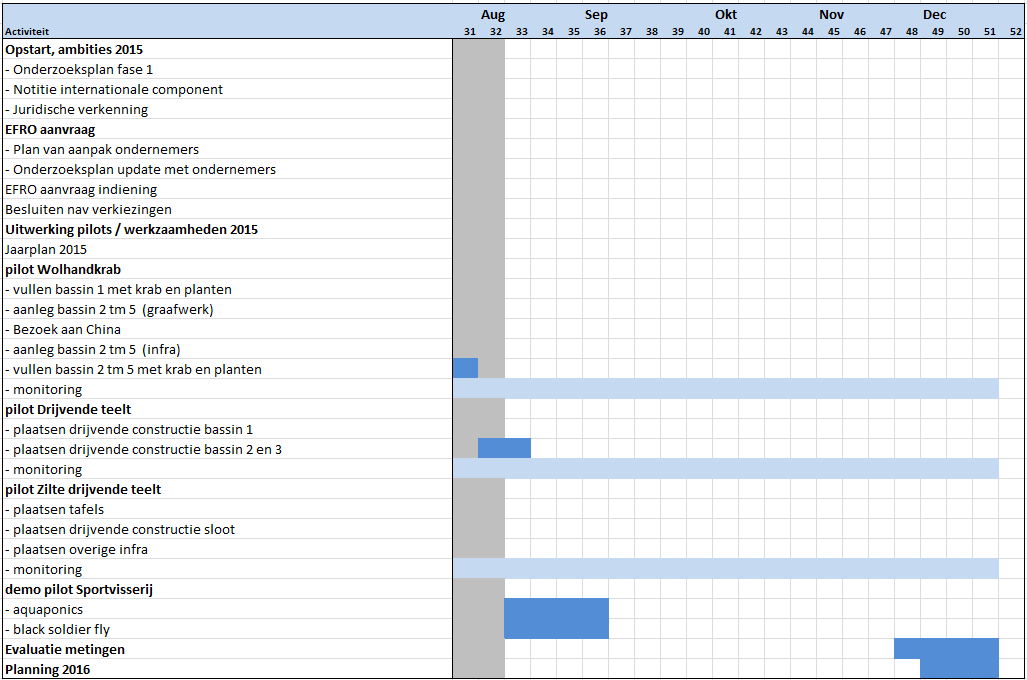 Aug Sep Okt Nov Dec
Activiteit 31 32 33 34 35 36 37 38 39 40 41 42 43 44 45 46 47 48 49 50 51 52
Opstart, ambities 2015
- Onderzoeksplan fase 1
- Notitie internationale component
- Juridische verkenning
EFRO aanvraag
- Plan van aanpak ondernemers
- Onderzoeksplan update met ondernemers
EFRO aanvraag indiening
Besluiten nav verkiezingen
Uitwerking pilots / werkzaamheden 2015
Jaarplan 2015
pilot Wolhandkrab
- vullen bassin 1 met krab en planten
- aanleg bassin 2 tm 5 (graafwerk)
- Bezoek aan China
- aanleg bassin 2 tm 5 (infra)
- vullen bassin 2 tm 5 met krab en planten
- monitoring
pilot Drijvende teelt
- plaatsen drijvende constructie bassin 1
- plaatsen drijvende constructie bassin 2 en 3
- monitoring
pilot Zilte drijvende teelt
- plaatsen tafels
- plaatsen drijvende constructie sloot
- plaatsen overige infra
- monitoring
demo pilot Sportvisserij
- aquaponics
- black soldier fly
Evaluatie metingen
Planning 2016